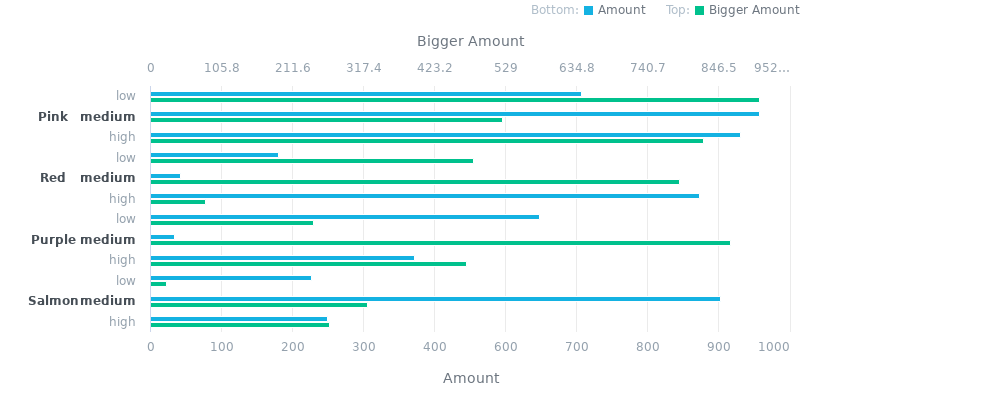 Bottom: Amount Top: Bigger Amount
Bigger Amount
0 105.8 211.6 317.4 423.2 529 634.8 740.7 846.5 952...
low
Pink medium
high
low
Red medium
high
low
Purple medium
high
low
Salmon medium
high
0 100 200 300 400 500 600 700 800 900 1000
Amount